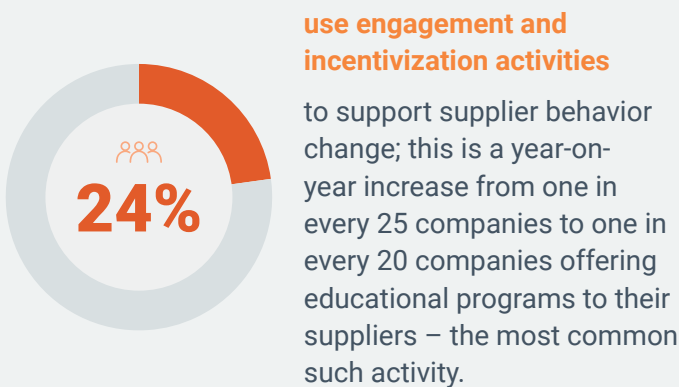 24%
use engagement and
incentivization activities
to support supplier behavior
change; this is a year-on-
year increase from one in
every 25 companies to one in
every 20 companies offering
educational programs to their
suppliers – the most common
such activity.